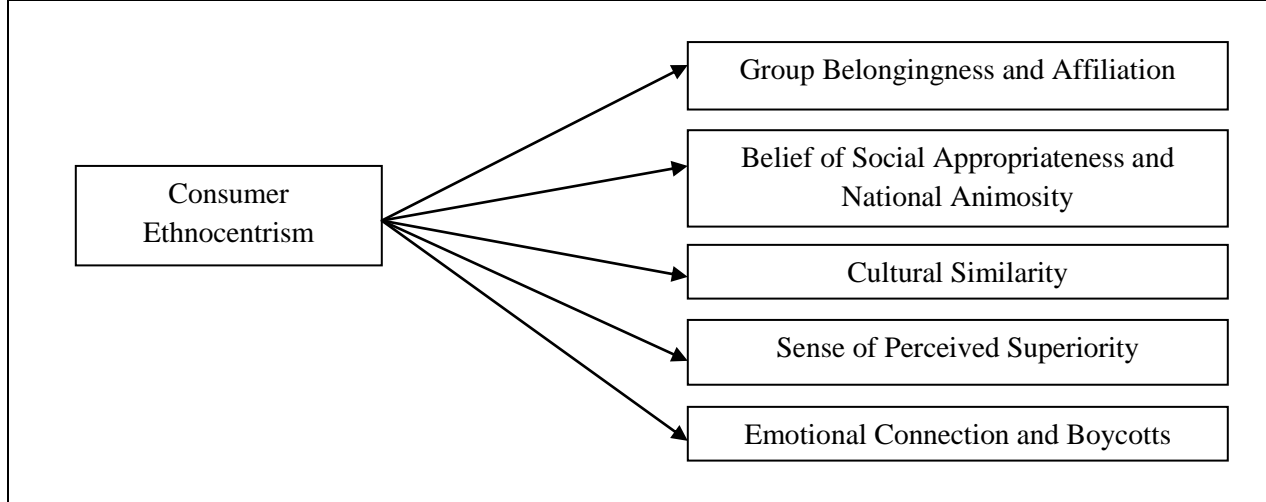 Consumer
Ethnocentrism
Group Belongingness and Affiliation
Belief of Social Appropriateness and
National Animosity
Cultural Similarity
Sense of Perceived Superiority
Emotional Connection and Boycotts